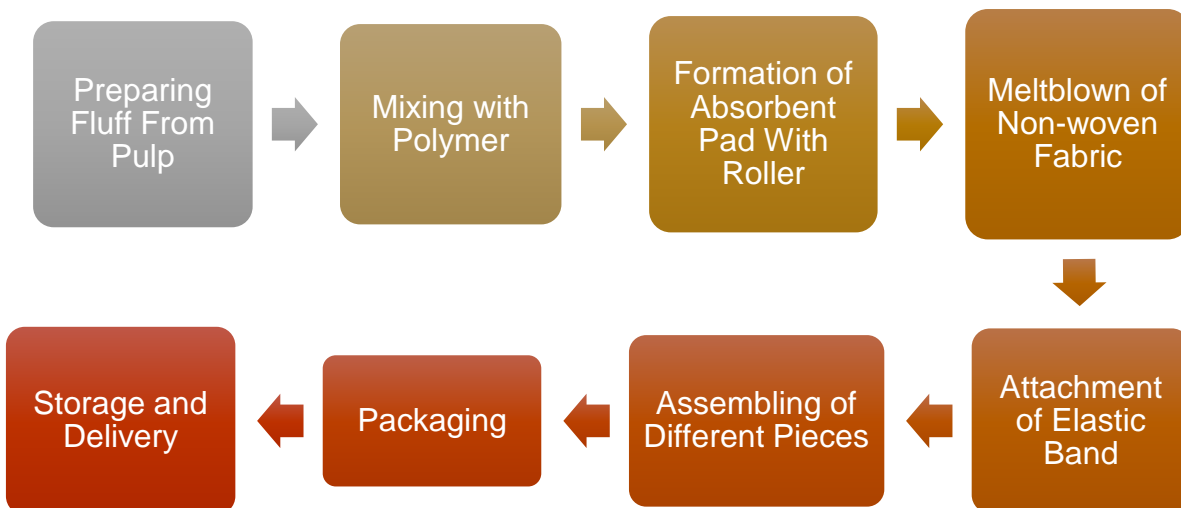 Preparing
Fluff From
Pulp
Mixing with
Polymer
Formation of
Absorbent
Pad With
Roller
Meltblown of
Non-woven
Fabric
Attachment
of Elastic
Band
Assembling of
Different Pieces
Packaging
Storage and
Delivery